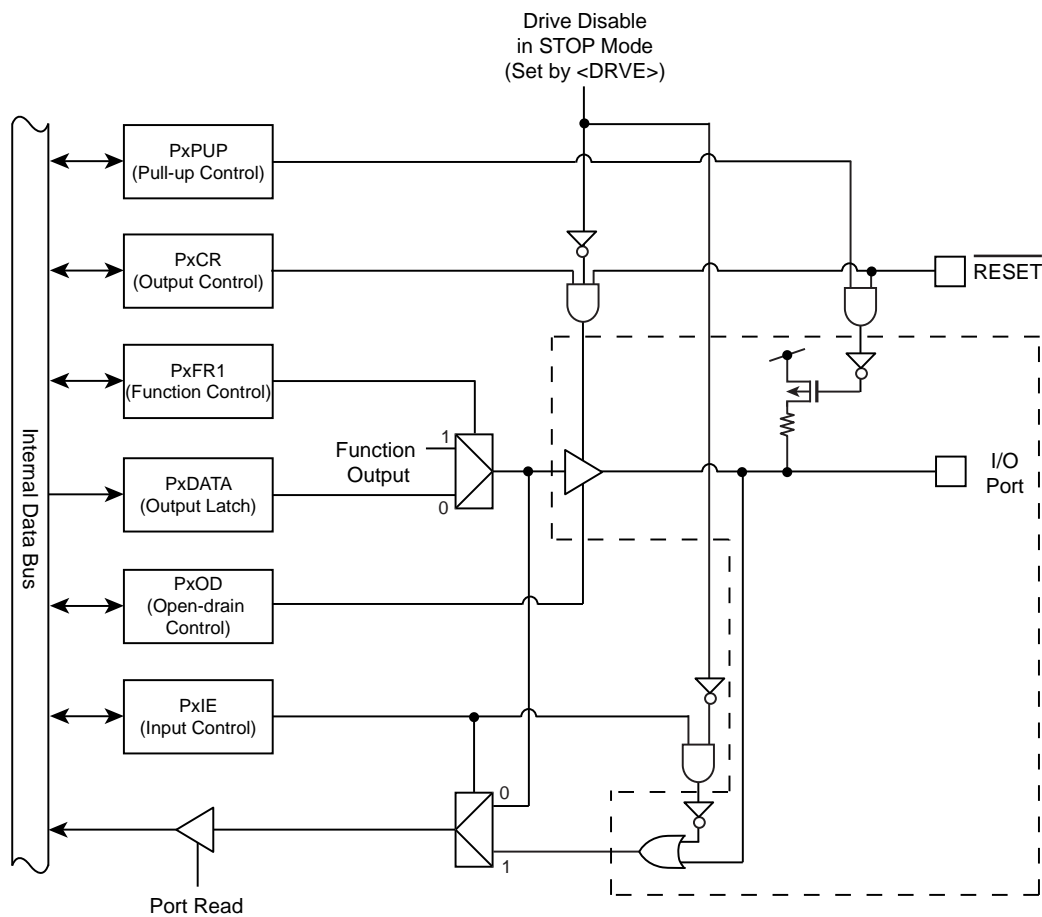 Drive Disable
in STOP Mode
(Set by <DRVE>)
PxPUP
(Pull-up Control)
PxCR
(Output Control)
RESET
PxFR1
(Function Control)
1
Function
Output
0
PxDATA
(Output Latch)
I/O
Port
Internal Data Bus
PxOD
(Open-drain
Control)
PxIE
(Input Control)
0
1
Port Read